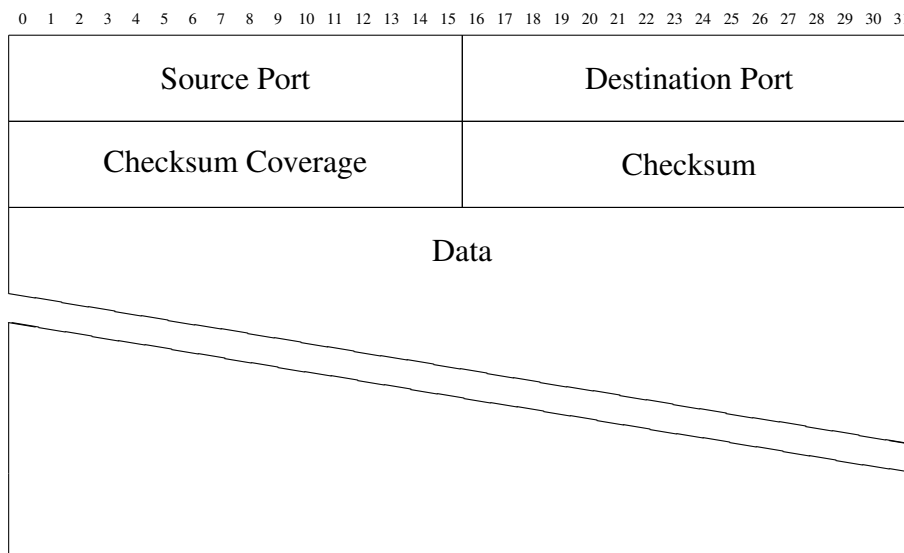 0 1 2 3 4 5 6 7 8 9 10 11 12 13 14 15 16 17 18 19 20 21 22 23 24 25 26 27 28 29 30
Source Port Destination Port
Checksum Coverage Checksum
Data